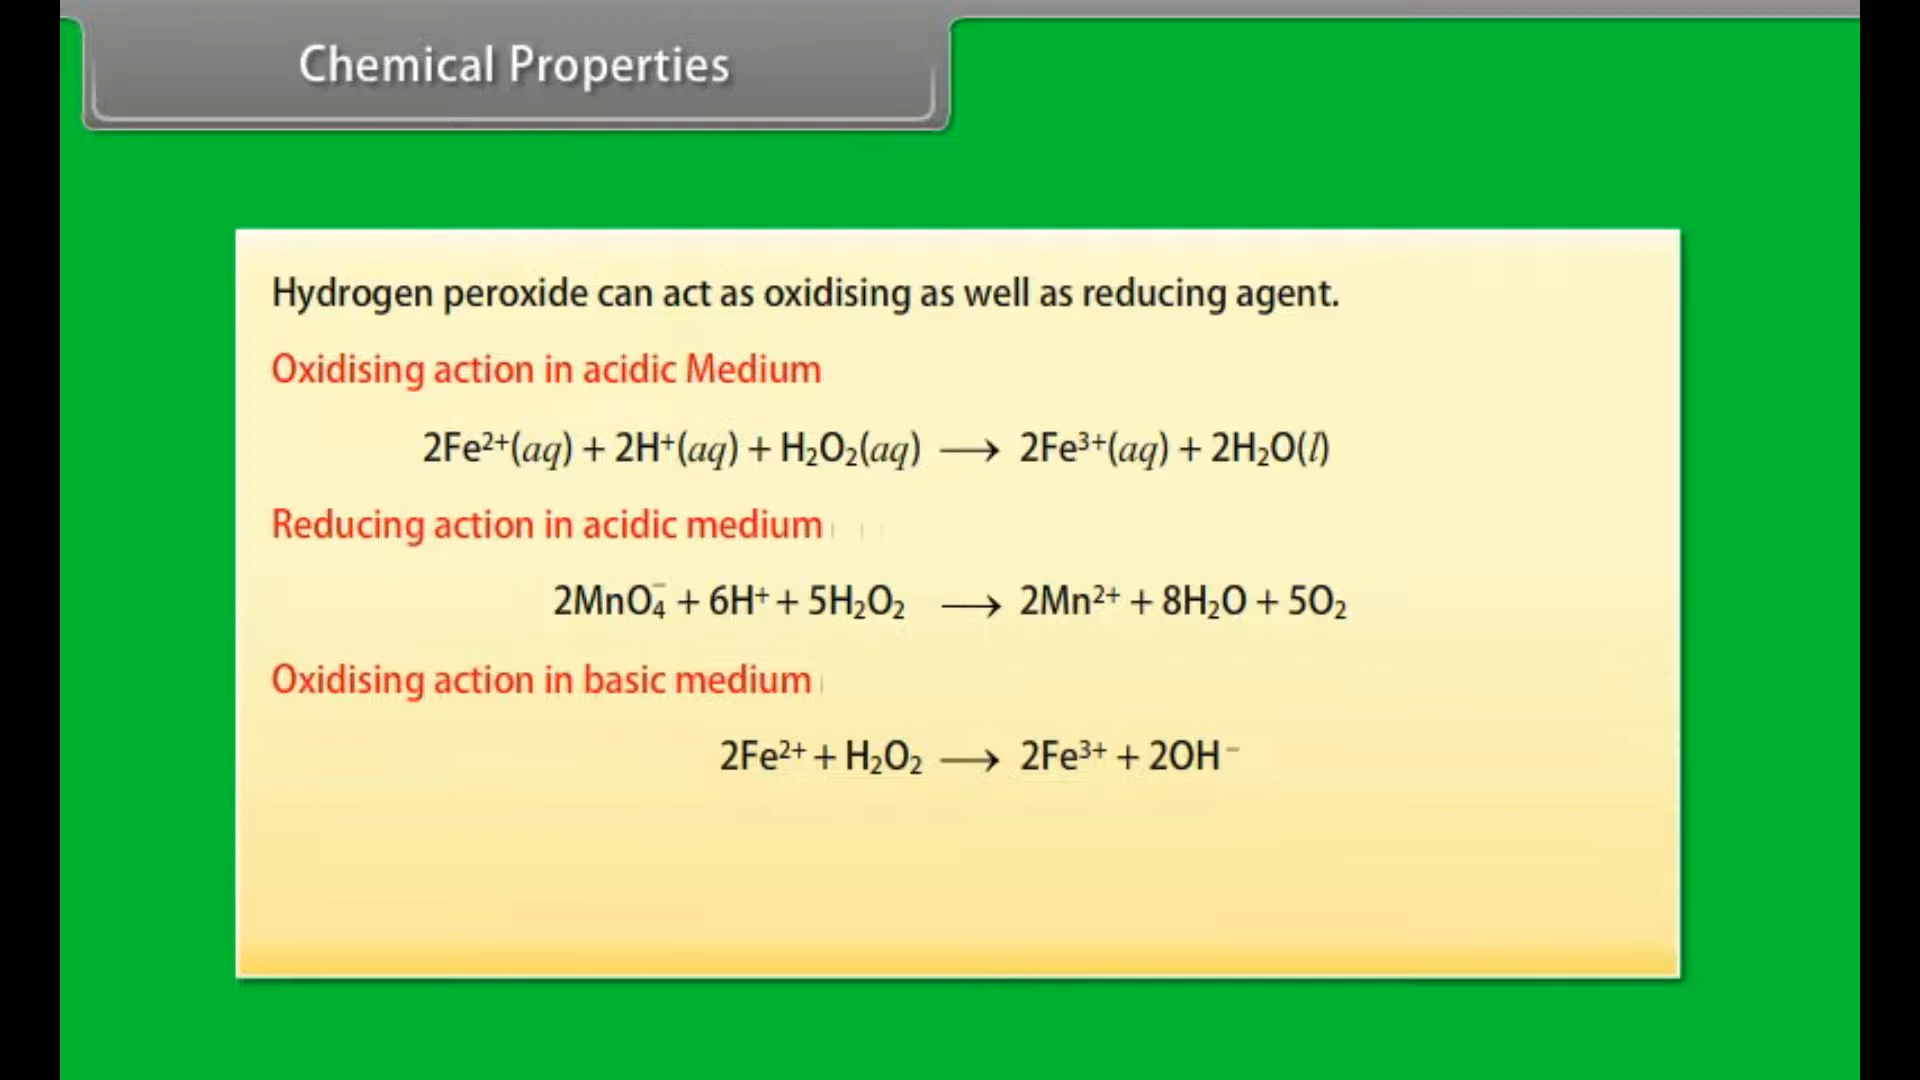 Chemical Properties
Hydrogen peroxide can act as oxidising as well as reducing agent.
Oxidising action in acidic Medium
2Fe²⁺(aq) + 2H⁺(aq) + H₂O₂(aq) ⟶ 2Fe³⁺(aq) + 2H₂O(l)
Reducing action in acidic medium
2MnO₄⁻ + 6H⁺ + 5H₂O₂ ⟶ 2Mn²⁺ + 8H₂O + 5O₂
Oxidising action in basic medium
2Fe²⁺ + H₂O₂ ⟶ 2Fe³⁺ + 2OH⁻